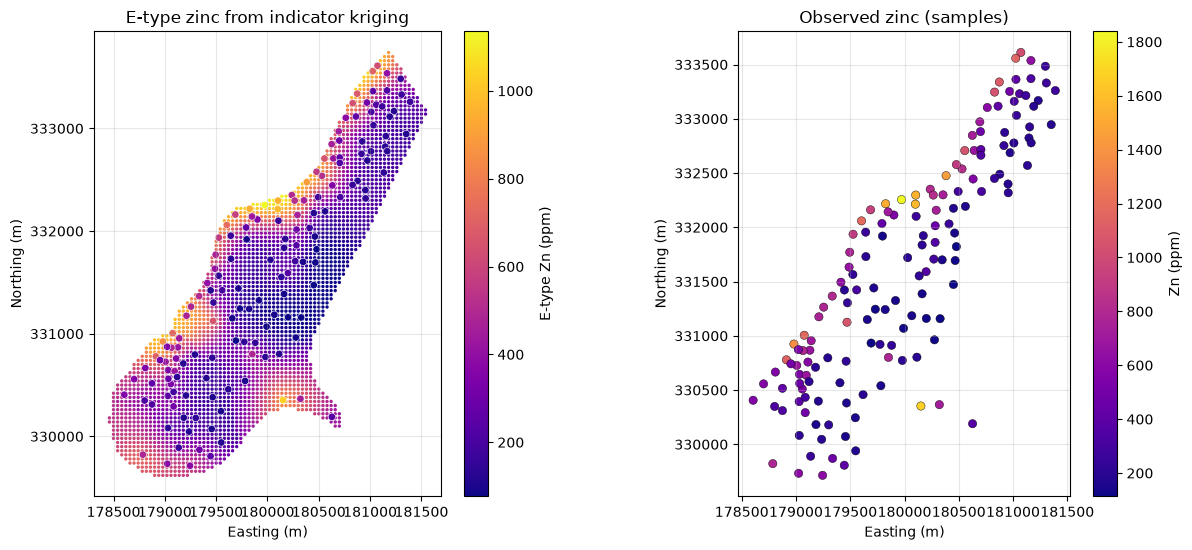 E-type zinc from indicator kriging
Northing (m)
333000
332000
331000
330000
178500 179000 179500 180000 180500 181000 181500
Easting (m)
1000
800
600
400
200
E-type Zn (ppm)
Observed zinc (samples)
Northing (m)
333500
333000
332500
332000
331500
331000
330500
330000
178500 179000 179500 180000 180500 181000 181500
Easting (m)
1800
1600
1400
1200
1000
800
600
400
200
Zn (ppm)